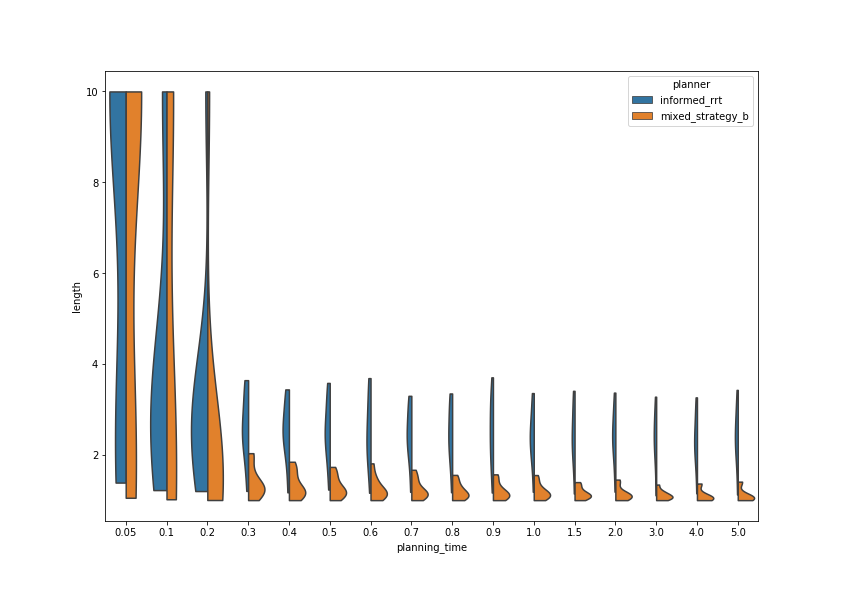 planner
informed_rrt
mixed_strategy_b
10
8
6
4
2
length
0.05 0.1 0.2 0.3 0.4 0.5 0.6 0.7 0.8 0.9 1.0 1.5 2.0 3.0 4.0 5.0
planning_time